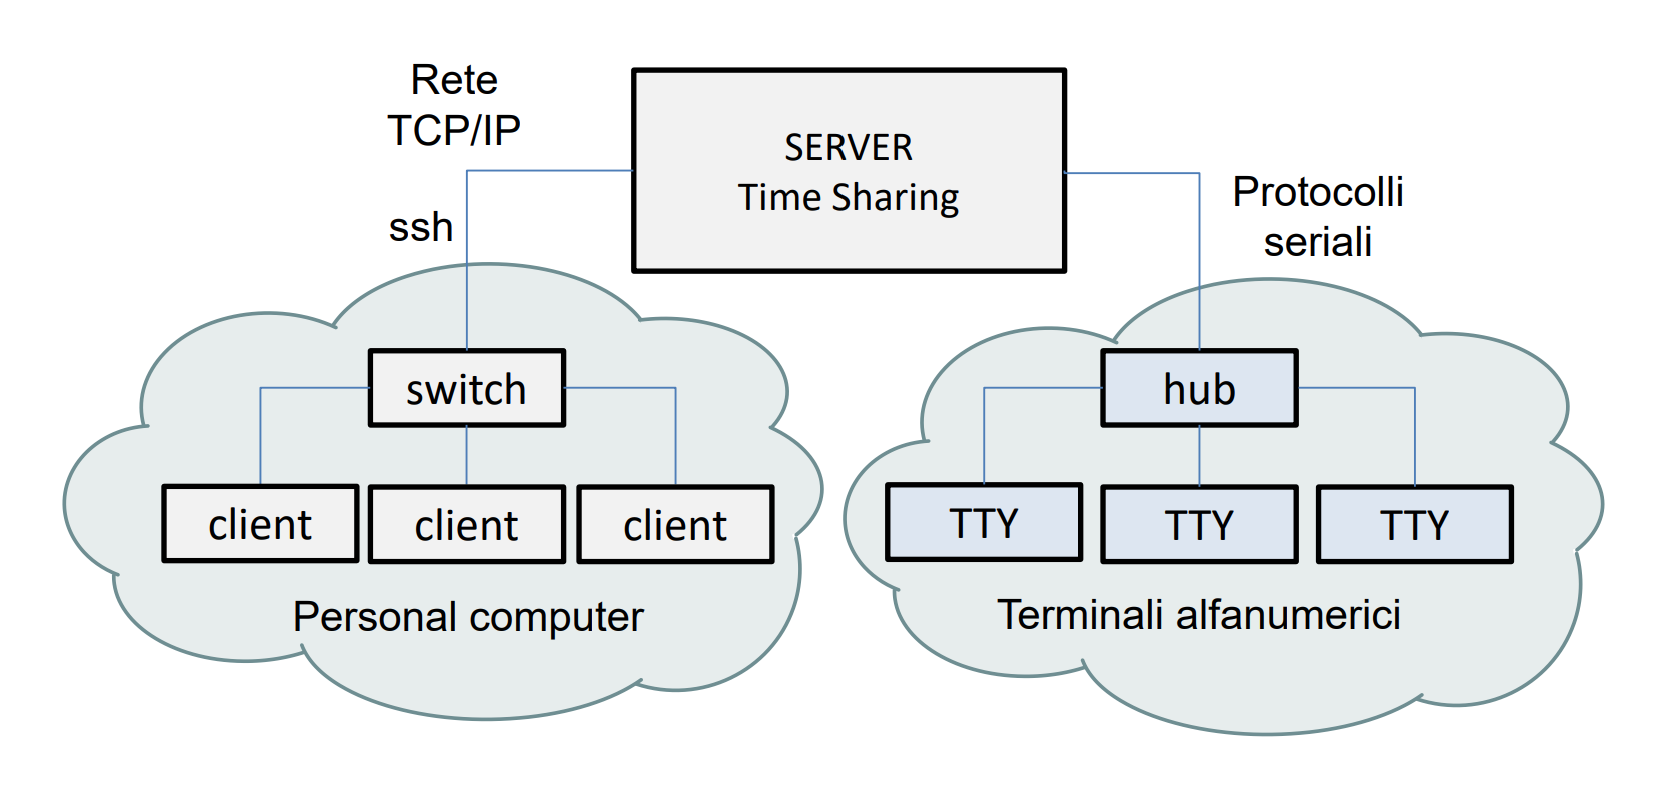 Rete
TCP/IP
SERVER
Time Sharing
Protocolli
seriali
ssh
switch
hub
client
client
client
TTY
TTY
TTY
Personal computer
Terminali alfanumerici